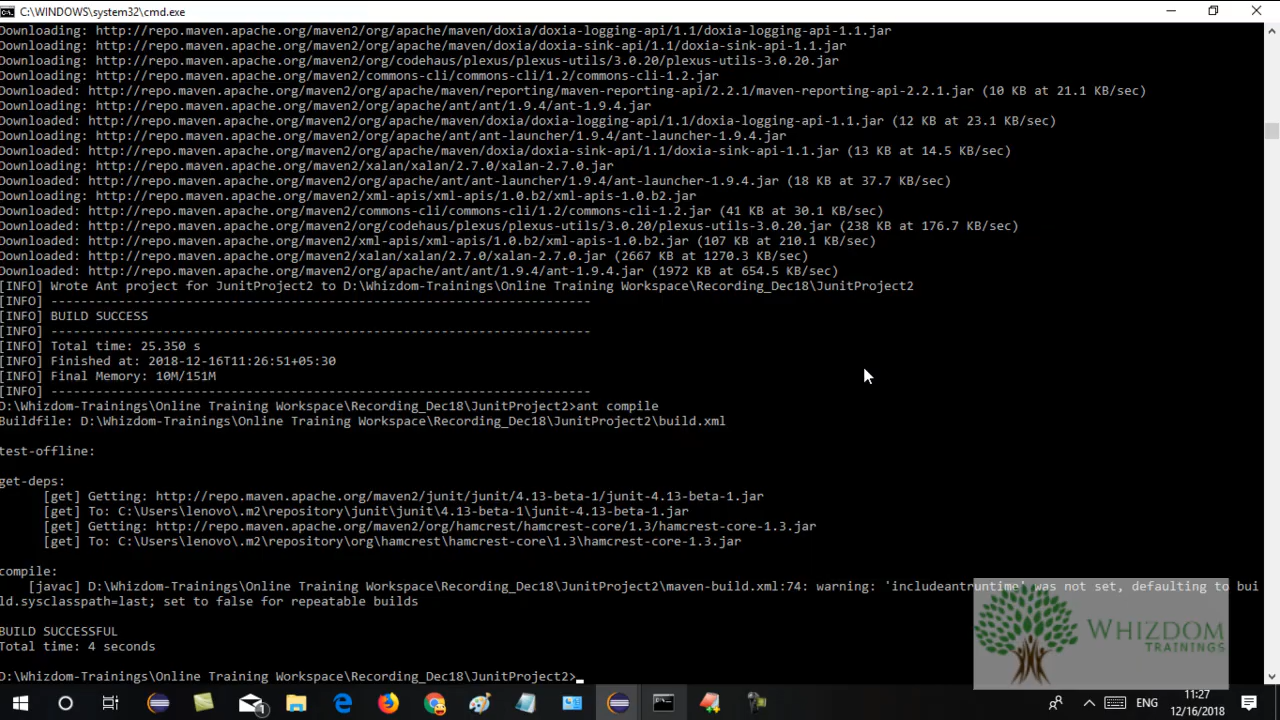 C:\WINDOWS\system32\cmd.exe
Downloading: http://repo.maven.apache.org/maven2/org/apache/maven/doxia/doxia-logging-api/1.1/doxia-logging-api-1.1.jar
Downloading: http://repo.maven.apache.org/maven2/org/apache/maven/doxia/doxia-sink-api/1.1/doxia-sink-api-1.1.jar
Downloading: http://repo.maven.apache.org/maven2/org/codehaus/plexus/plexus-utils/3.0.20/plexus-utils-3.0.20.jar
Downloading: http://repo.maven.apache.org/maven2/commons-cli/commons-cli/1.2/commons-cli-1.2.jar
Downloaded: http://repo.maven.apache.org/maven2/org/apache/maven/reporting/maven-reporting-api/2.2.1/maven-reporting-api-2.2.1.jar (10 KB at 21.1 KB/sec)
Downloading: http://repo.maven.apache.org/maven2/org/apache/ant/ant/1.9.4/ant-1.9.4.jar
Downloaded: http://repo.maven.apache.org/maven2/org/apache/maven/doxia/doxia-logging-api/1.1/doxia-logging-api-1.1.jar (12 KB at 23.1 KB/sec)
Downloading: http://repo.maven.apache.org/maven2/org/apache/ant/ant-launcher/1.9.4/ant-launcher-1.9.4.jar
Downloaded: http://repo.maven.apache.org/maven2/org/apache/maven/doxia/doxia-sink-api/1.1/doxia-sink-api-1.1.jar (13 KB at 14.5 KB/sec)
Downloading: http://repo.maven.apache.org/maven2/xalan/xalan/2.7.0/xalan-2.7.0.jar
Downloaded: http://repo.maven.apache.org/maven2/org/apache/ant/ant-launcher/1.9.4/ant-launcher-1.9.4.jar (18 KB at 37.7 KB/sec)
Downloading: http://repo.maven.apache.org/maven2/xml-apis/xml-apis/1.0.b2/xml-apis-1.0.b2.jar
Downloaded: http://repo.maven.apache.org/maven2/commons-cli/commons-cli/1.2/commons-cli-1.2.jar (41 KB at 30.1 KB/sec)
Downloaded: http://repo.maven.apache.org/maven2/org/codehaus/plexus/plexus-utils/3.0.20/plexus-utils-3.0.20.jar (238 KB at 176.7 KB/sec)
Downloaded: http://repo.maven.apache.org/maven2/xml-apis/xml-apis/1.0.b2/xml-apis-1.0.b2.jar (107 KB at 210.1 KB/sec)
Downloaded: http://repo.maven.apache.org/maven2/xalan/xalan/2.7.0/xalan-2.7.0.jar (2667 KB at 1270.3 KB/sec)
Downloaded: http://repo.maven.apache.org/maven2/org/apache/ant/ant/1.9.4/ant-1.9.4.jar (1972 KB at 654.5 KB/sec)
[INFO] Wrote Ant project for JunitProject2 to D:\Whizdom-Trainings\Online Training Workspace\Recording_Dec18\JunitProject2
[INFO] ------------------------------------------------------------------------
[INFO] BUILD SUCCESS
[INFO] ------------------------------------------------------------------------
[INFO] Total time: 25.350 s
[INFO] Finished at: 2018-12-16T11:26:51+05:30
[INFO] Final Memory: 10M/151M
[INFO] ------------------------------------------------------------------------
D:\Whizdom-Trainings\Online Training Workspace\Recording_Dec18\JunitProject2>ant compile
Buildfile: D:\Whizdom-Trainings\Online Training Workspace\Recording_Dec18\JunitProject2\build.xml
test-offline:
get-deps:
[get] Getting: http://repo.maven.apache.org/maven2/junit/junit/4.13-beta-1/junit-4.13-beta-1.jar
[get] To: C:\Users\lenovo\.m2\repository\junit\junit\4.13-beta-1\junit-4.13-beta-1.jar
[get] Getting: http://repo.maven.apache.org/maven2/org/hamcrest/hamcrest-core/1.3/hamcrest-core-1.3.jar
[get] To: C:\Users\lenovo\.m2\repository\org\hamcrest\hamcrest-core\1.3\hamcrest-core-1.3.jar
compile:
[javac] D:\Whizdom-Trainings\Online Training Workspace\Recording_Dec18\JunitProject2\maven-build.xml:74: warning: 'includeantruntime' was not set, defaulting to bui
ld.sysclasspath=last; set to false for repeatable builds
BUILD SUCCESSFUL
Total time: 4 seconds
D:\Whizdom-Trainings\Online Training Workspace\Recording_Dec18\JunitProject2>
WHIZDOM
TRAININGS
ENG
11:27
12/16/2018